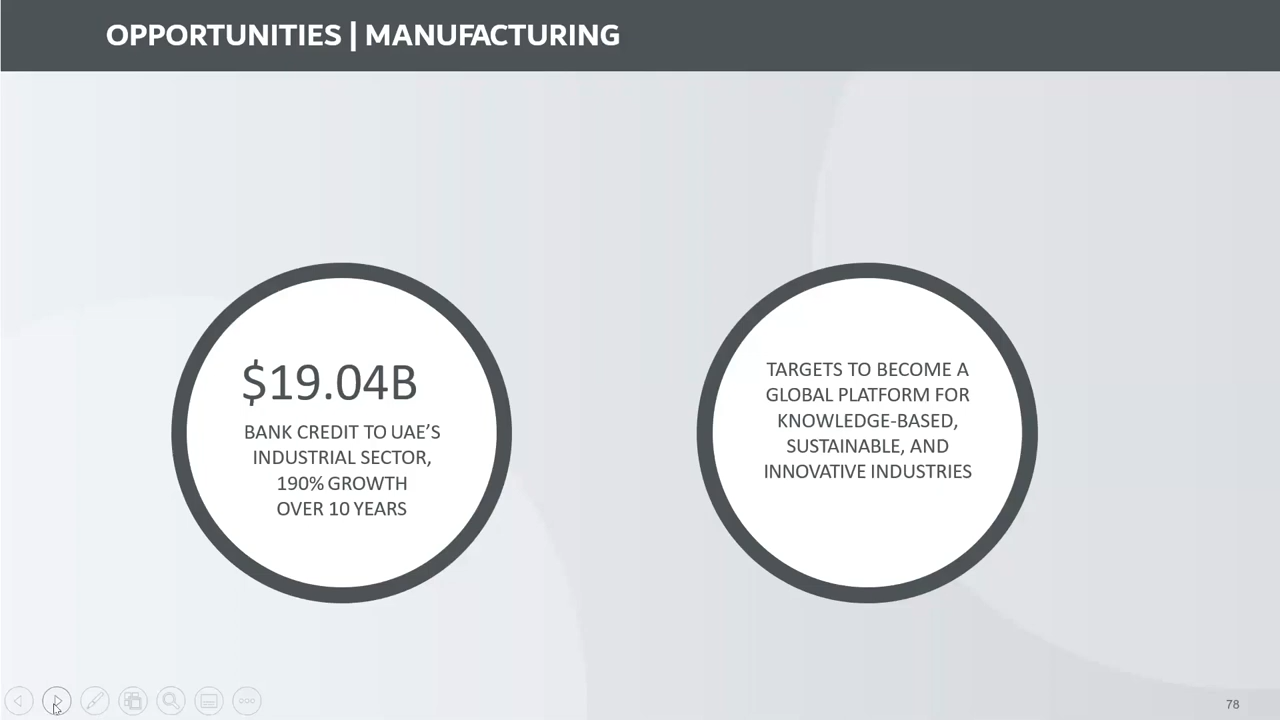 OPPORTUNITIES | MANUFACTURING
$19.04B
BANK CREDIT TO UAE’S
INDUSTRIAL SECTOR,
190% GROWTH
OVER 10 YEARS
TARGETS TO BECOME A
GLOBAL PLATFORM FOR
KNOWLEDGE-BASED,
SUSTAINABLE, AND
INNOVATIVE INDUSTRIES
78